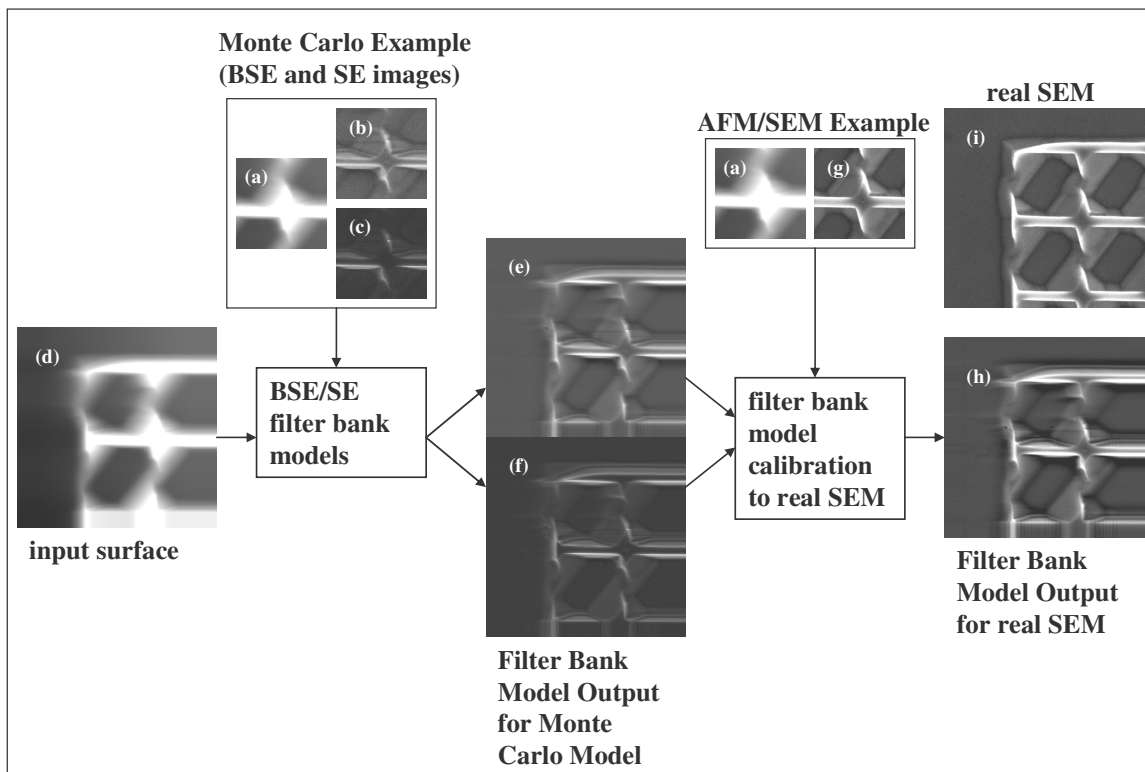 Monte Carlo Example
(BSE and SE images)
(a)
(b)
(c)
AFM/SEM Example
(a)
(g)
real SEM
(i)
(d)
input surface
BSE/SE
filter bank
models
(e)
(f)
Filter Bank
Model Output
for Monte
Carlo Model
filter bank
model
calibration
to real SEM
(h)
Filter Bank
Model Output
for real SEM